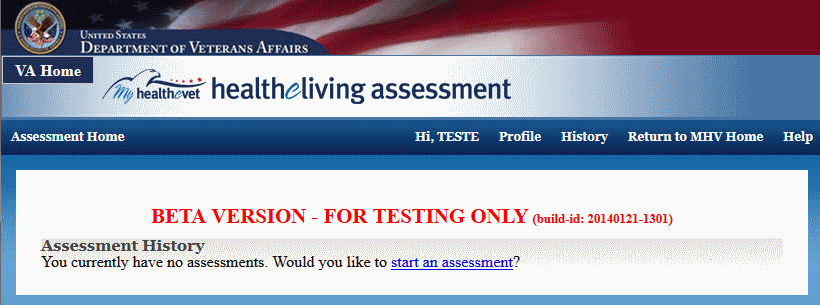 UNITED STATES
DEPARTMENT OF VETERANS AFFAIRS
VA Home
My healthevet healtheliving assessment
Assessment Home Hi, TESTE Profile History Return to MHV Home Help
BETA VERSION - FOR TESTING ONLY (build-id: 20140121-1301)
Assessment History
You currently have no assessments. Would you like to start an assessment?